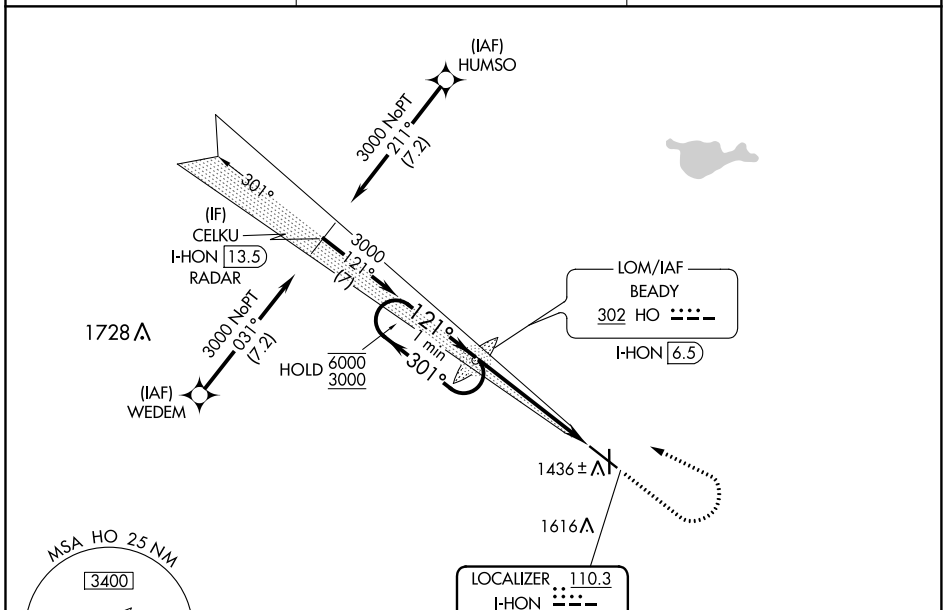 (IAF)
HUMSO
3000 NoPT
211°
(7.2)
301°
(IF)
CELKU
I-HON 13.5
RADAR
3000
121°
(7)
LOM/IAF
BEADY
302 HO
I-HON 6.5
1728
3000 NoPT
031°
(7.2)
HOLD 6000
3000
121°
1 min
301°
(IAF)
WEDEM
1436 ±
1616
MSA HO 25 NM
3400
LOCALIZER 110.3
I-HON